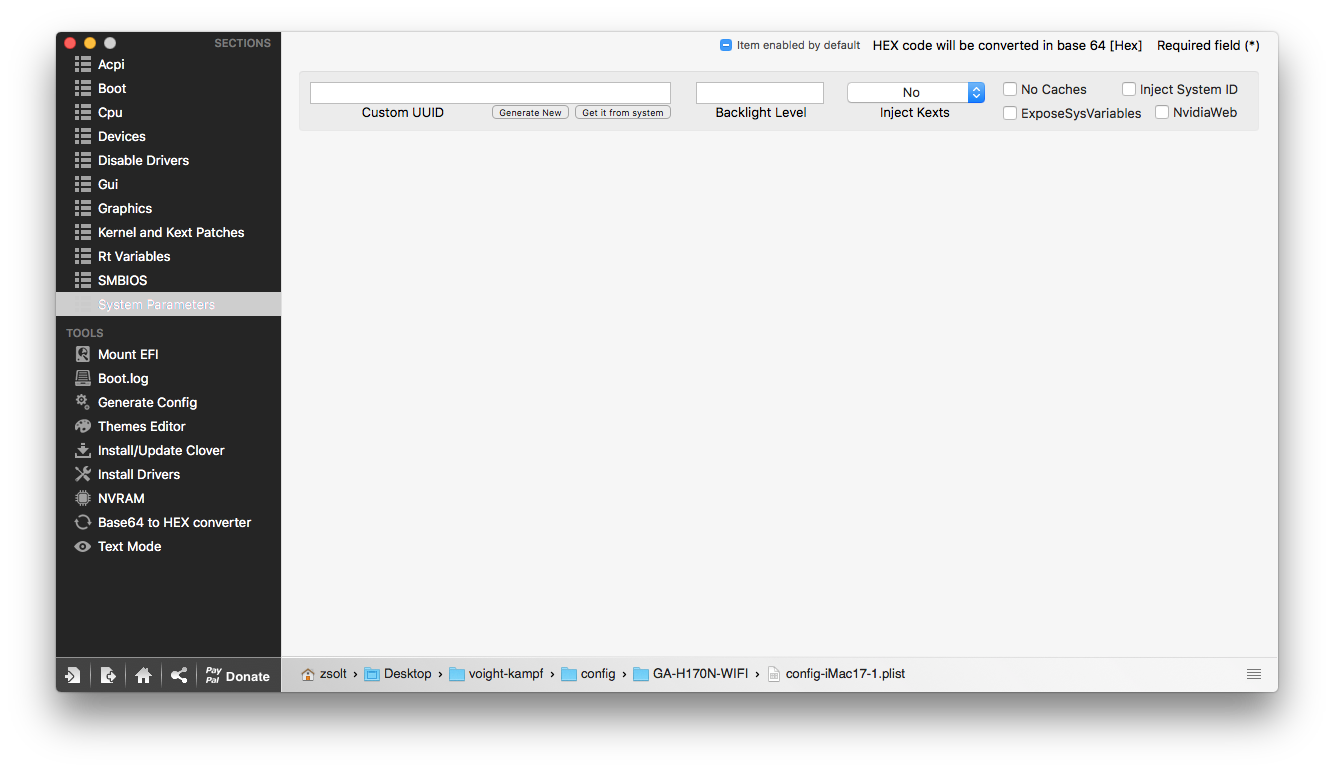 SECTIONS
Acpi
Boot
Cpu
Devices
Disable Drivers
Gui
Graphics
Kernel and Kext Patches
Rt Variables
SMBIOS
System Parameters
TOOLS
Mount EFI
Boot.log
Generate Config
Themes Editor
Install/Update Clover
Install Drivers
NVRAM
Base64 to HEX converter
Text Mode
Pay
Pal
Donate
Item enabled by default HEX code will be converted in base 64 [Hex] Required field (*)
No No Caches Inject System ID
Custom UUID Generate New Get it from system Backlight Level Inject Kexts ExposeSysVariables NvidiaWeb
zsolt › Desktop › voight-kampf › config › GA-H170N-WIFI › config-iMac17-1.plist